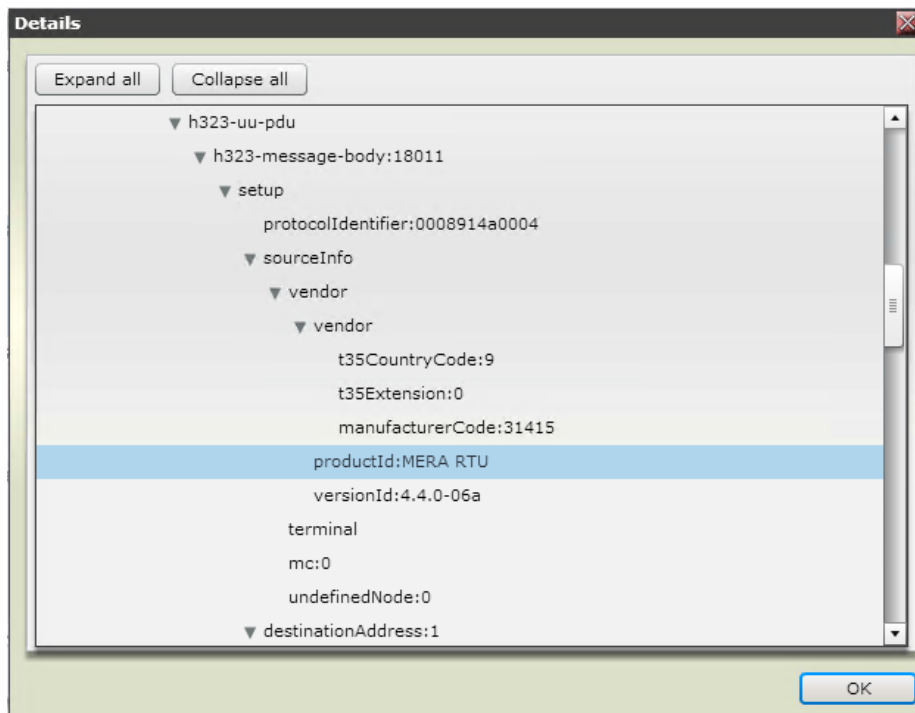 Details
Expand all Collapse all
h323-uu-pdu
h323-message-body:18011
setup
protocolIdentifier:0008914a0004
sourceInfo
vendor
vendor
t35CountryCode:9
t35Extension:0
manufacturerCode:31415
productId:MERA RTU
versionId:4.4.0-06a
terminal
mc:0
undefinedNode:0
destinationAddress:1
OK